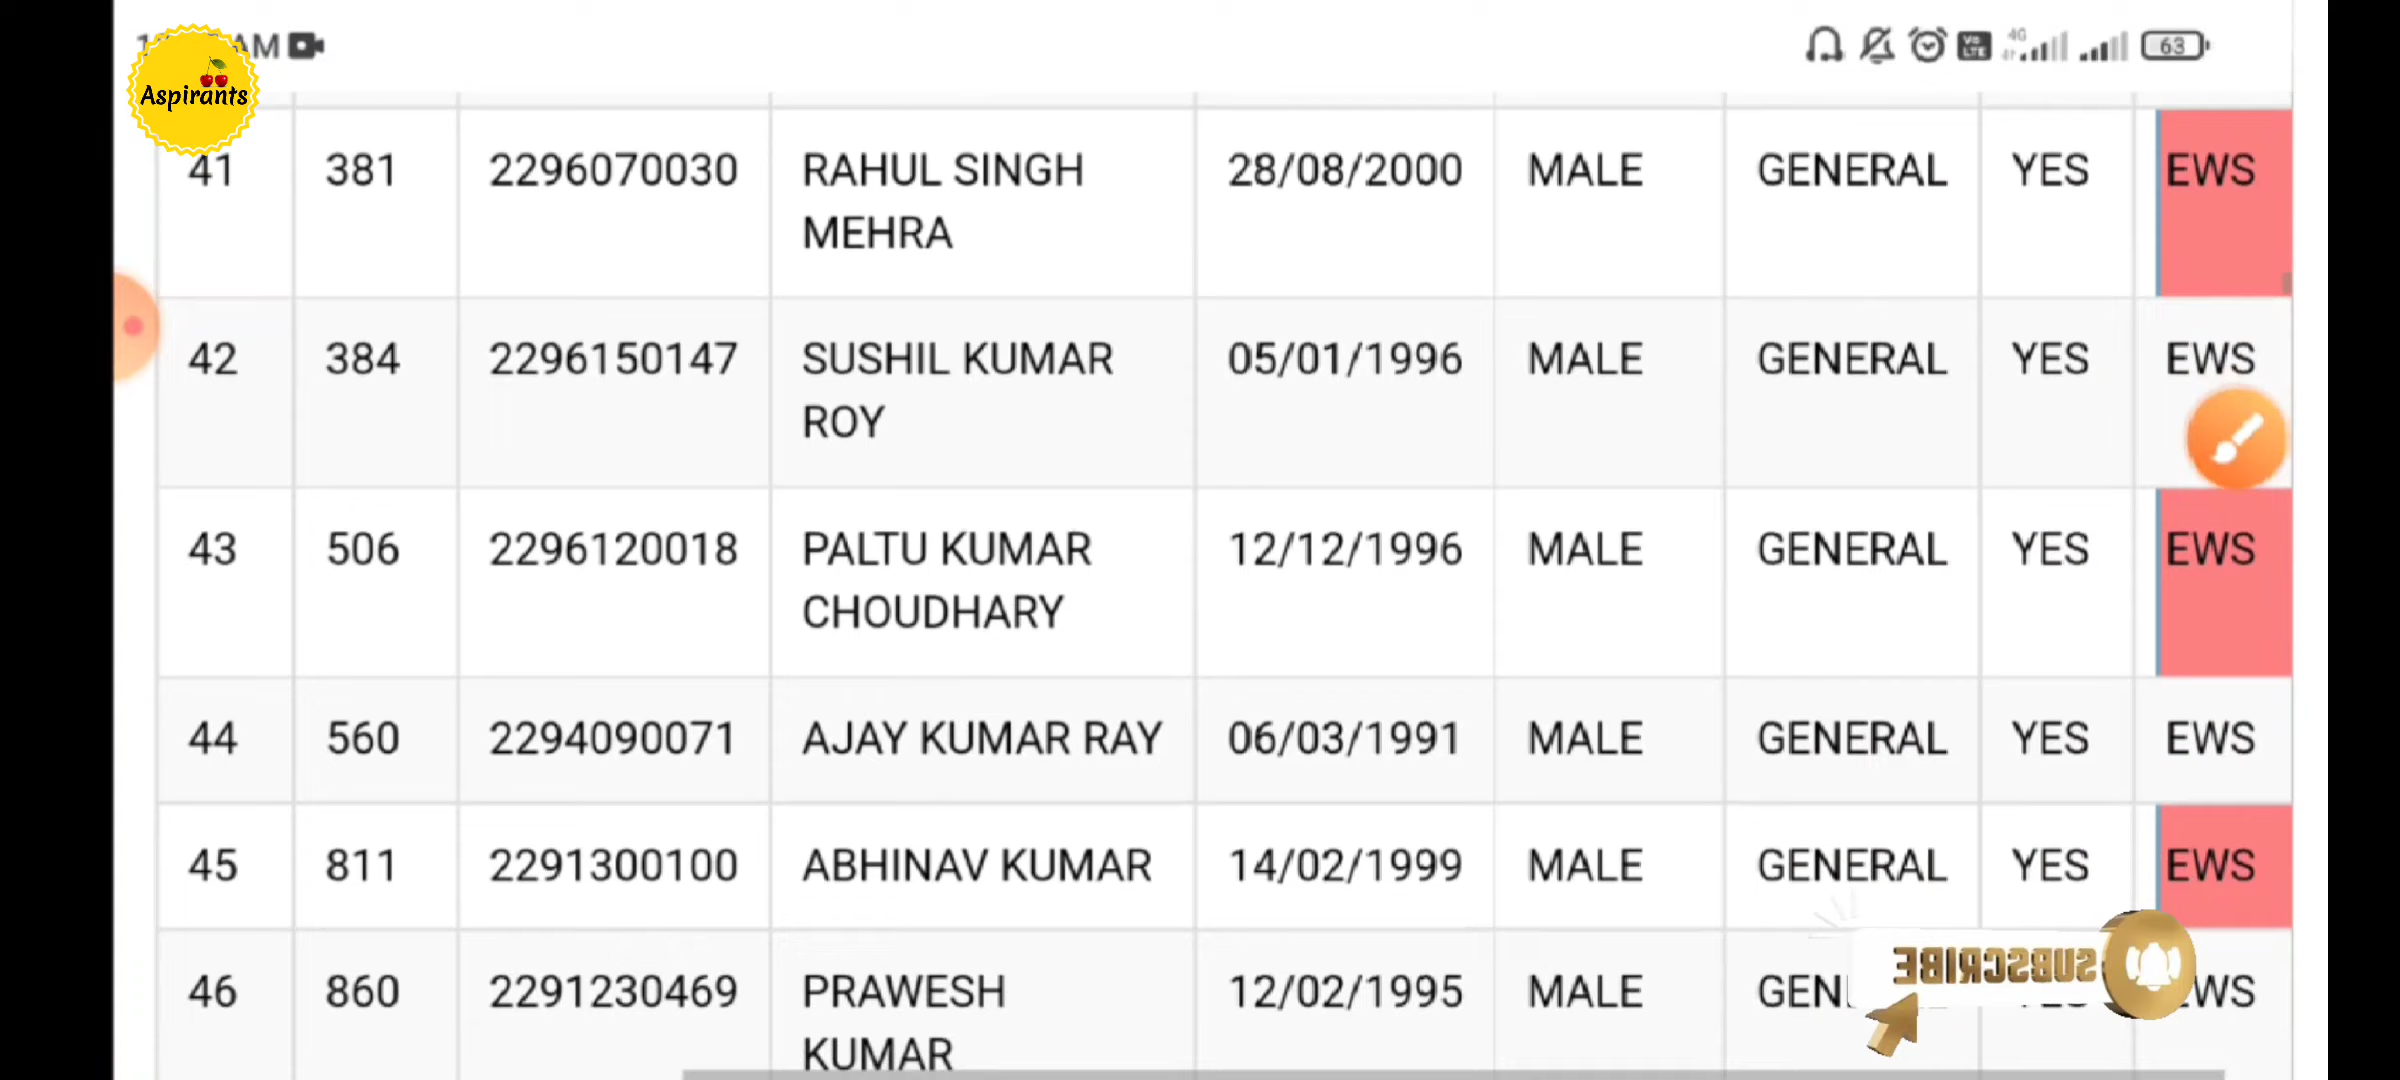 AM
63
Aspirants
41 381 2296070030 RAHUL SINGH MEHRA 28/08/2000 MALE GENERAL YES EWS
42 384 2296150147 SUSHIL KUMAR ROY 05/01/1996 MALE GENERAL YES EWS
43 506 2296120018 PALTU KUMAR CHOUDHARY 12/12/1996 MALE GENERAL YES EWS
44 560 2294090071 AJAY KUMAR RAY 06/03/1991 MALE GENERAL YES EWS
45 811 2291300100 ABHINAV KUMAR 14/02/1999 MALE GENERAL YES EWS
46 860 2291230469 PRAWESH KUMAR 12/02/1995 MALE
SUBSCRIBE